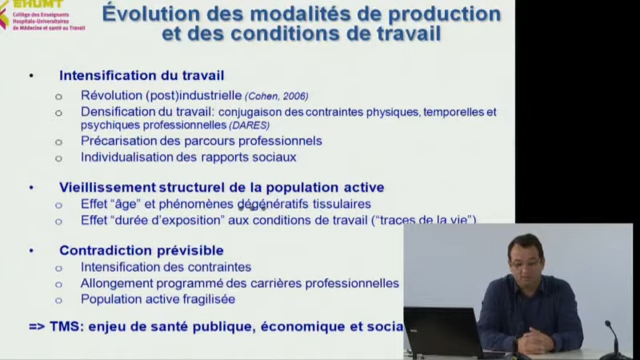 EHUMT
Collège des Enseignants
Hospitalo-Universitaires
de Médecine et santé au Travail
Évolution des modalités de production
et des conditions de travail
• Intensification du travail
o Révolution (post)industrielle (Cohen, 2006)
o Densification du travail: conjugaison des contraintes physiques, temporelles et
psychiques professionnelles (DARES)
o Précarisation des parcours professionnels
o Individualisation des rapports sociaux
• Vieillissement structurel de la population active
o Effet “âge” et phénomènes dégénératifs tissulaires
o Effet “durée d’exposition” aux conditions de travail (“traces de la vie”)
• Contradiction prévisible
o Intensification des contraintes
o Allongement programmé des carrières professionnelles
o Population active fragilisée
=> TMS: enjeu de santé publique, économique et socia